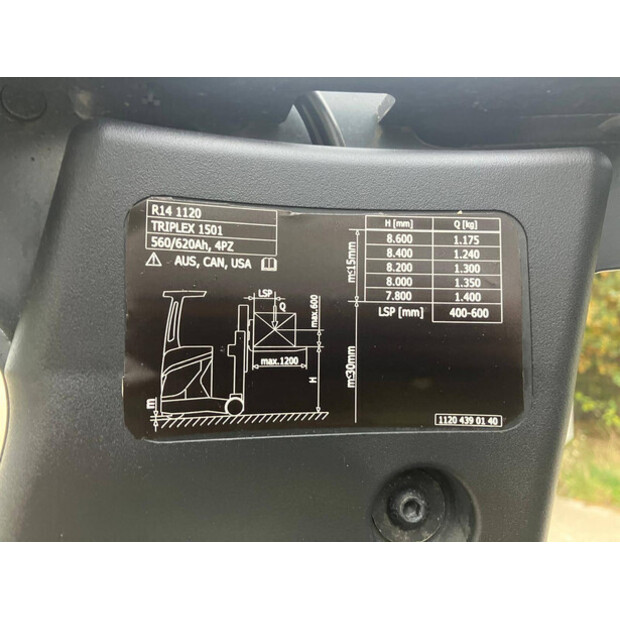 R14 1120
TRIPLEX 1501
560/620Ah, 4PZ
AUS, CAN, USA
LSP
Q
max.600
max.1200
H
m
m≤15mm
m≤30mm
H [mm] Q [kg]
8.600 1.175
8.400 1.240
8.200 1.300
8.000 1.350
7.800 1.400
LSP [mm] 400-600
1120 439 01 40